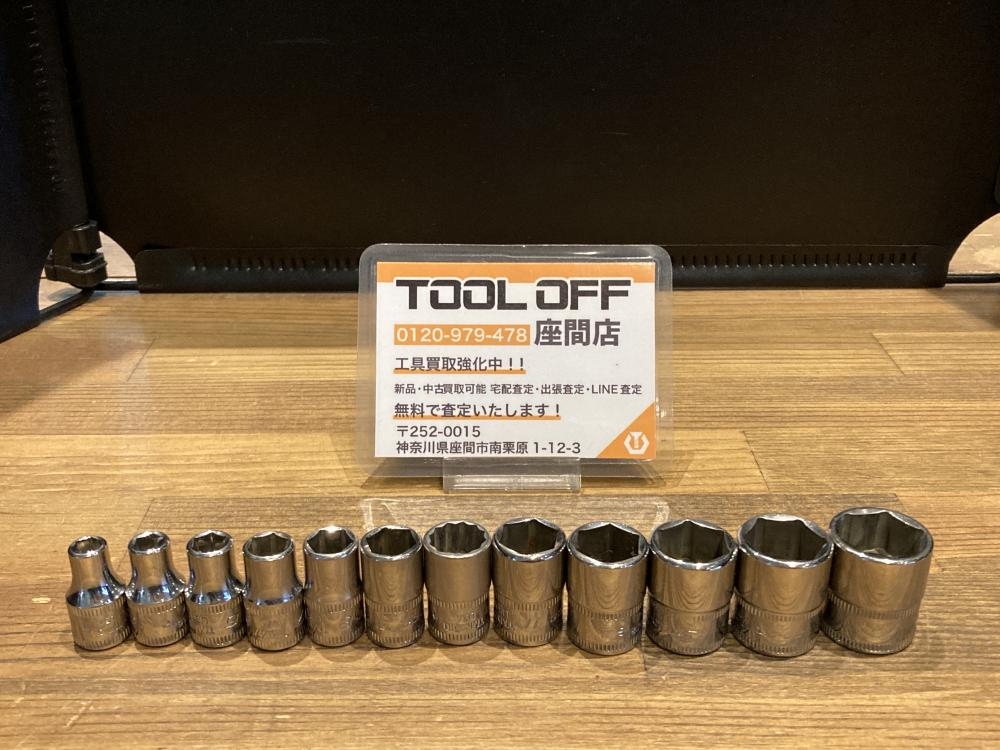 TOOL OFF
0120-979-478 座間店
工具買取強化中!!
新品・中古買取可能 宅配査定・出張査定・LINE査定
無料で査定いたします!
〒252-0015
神奈川県座間市南栗原 1-12-3